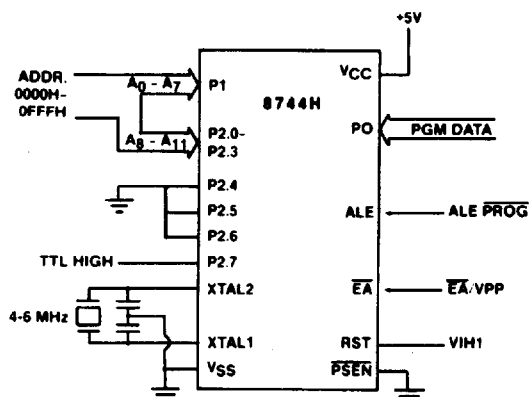 +5V
ADDR.
0000H-
0FFFH
A0 - A7
P1
VCC
8744H
A8 - A11
P2.0-
P2.3
PO
PGM DATA
P2.4
P2.5
P2.6
ALE
ALE PROG
TTL HIGH
P2.7
XTAL2
EA
EA/VPP
4-6 MHz
XTAL1
RST
VIH1
VSS
PSEN